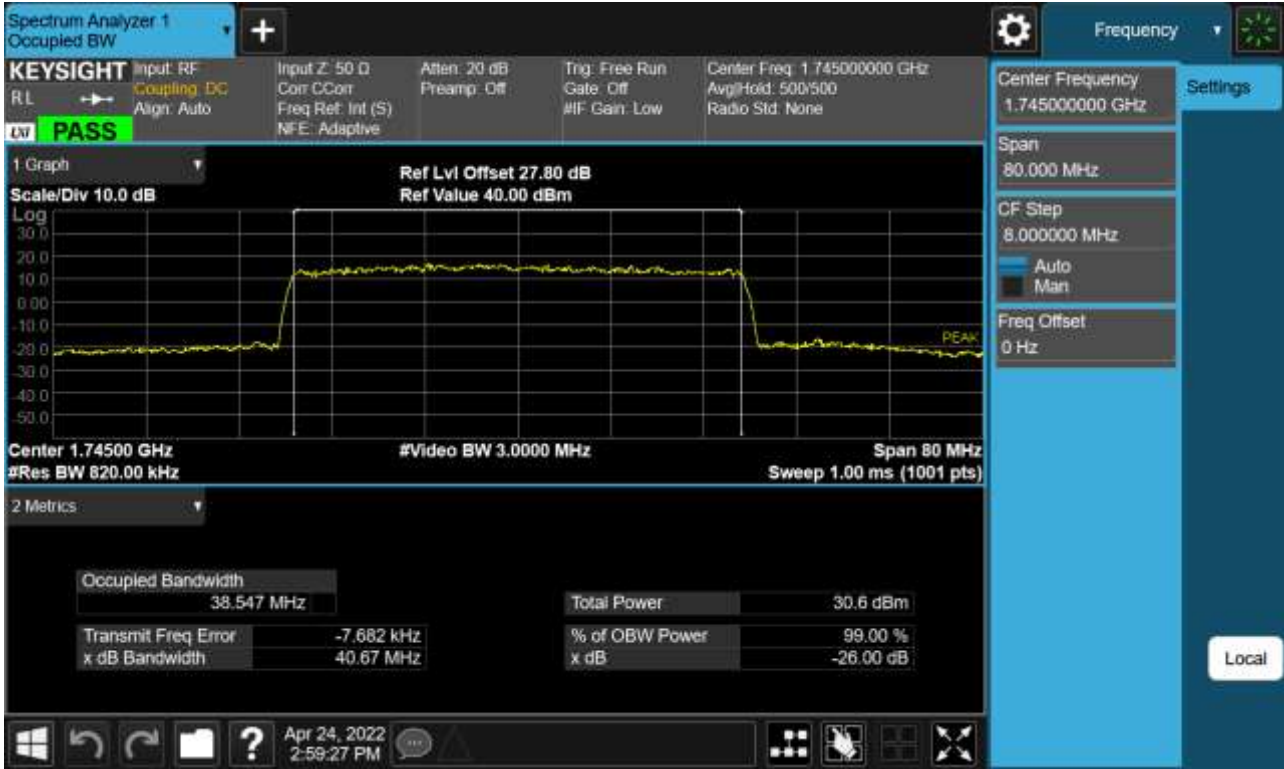 Spectrum Analyzer 1
Occupied BW
+
Frequency
KEYSIGHT
RL
LXI
PASS
Input: RF
Coupling: DC
Align: Auto
Input Z: 50 Ω
Corr CCorr
Freq Ref: Int (S)
NFE: Adaptive
Atten: 20 dB
Preamp: Off
Trig: Free Run
Gate: Off
#IF Gain: Low
Center Freq: 1.745000000 GHz
Avg|Hold: 500/500
Radio Std: None
Center Frequency
1.745000000 GHz
Settings
Span
80.000 MHz
CF Step
8.000000 MHz
Auto
Man
Freq Offset
0 Hz
1 Graph
Scale/Div 10.0 dB
Ref Lvl Offset 27.80 dB
Ref Value 40.00 dBm
Log
30.0
20.0
10.0
0.00
-10.0
-20.0
-30.0
-40.0
-50.0
PEAK
Center 1.74500 GHz
#Video BW 3.0000 MHz
Span 80 MHz
#Res BW 820.00 kHz
Sweep 1.00 ms (1001 pts)
2 Metrics
Occupied Bandwidth
38.547 MHz
Total Power 30.6 dBm
Transmit Freq Error -7.682 kHz
% of OBW Power 99.00 %
x dB Bandwidth 40.67 MHz
x dB -26.00 dB
Local
?
Apr 24, 2022
2:59:27 PM